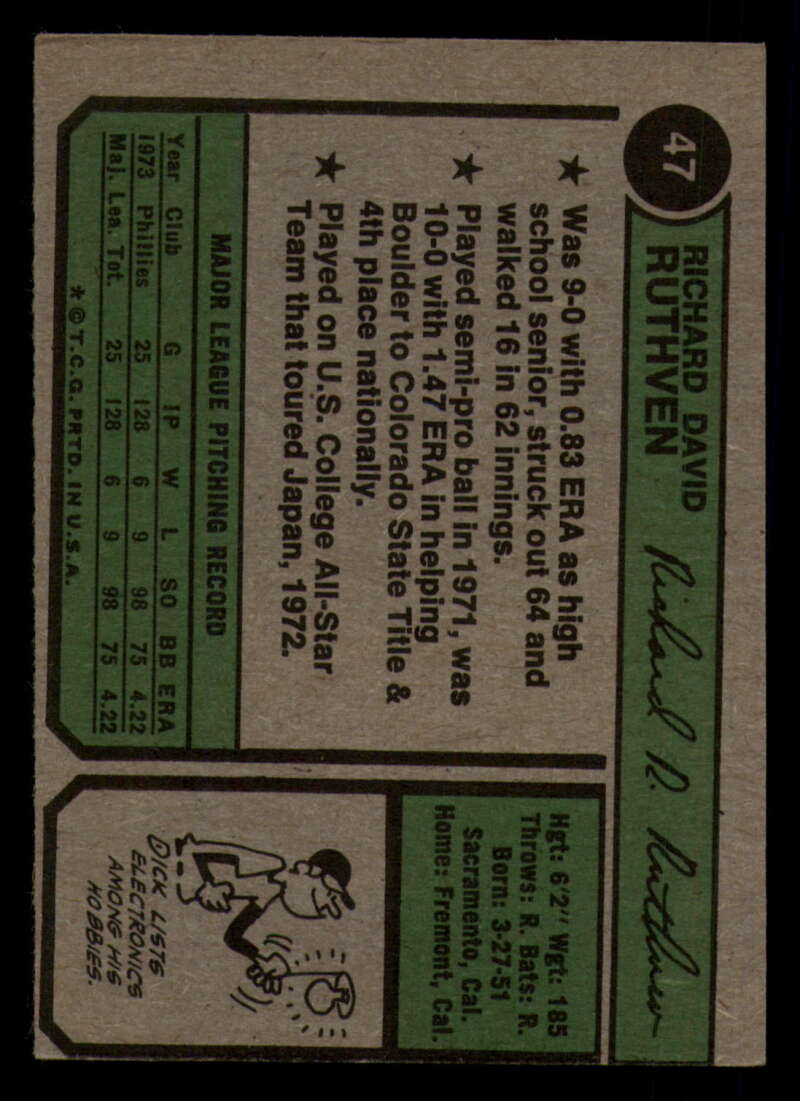 47
RICHARD DAVID
RUTHVEN
Richard D. Ruthven
★ Was 9-0 with 0.83 ERA as high
school senior, struck out 64 and
walked 16 in 62 innings.
★ Played semi-pro ball in 1971, was
10-0 with 1.47 ERA in helping
Boulder to Colorado State Title &
4th place nationally.
★ Played on U.S. College All-Star
Team that toured Japan, 1972.
MAJOR LEAGUE PITCHING RECORD
Year Club G IP W L SO BB ERA
1973 Phillies 25 128 6 9 98 75 4.22
Maj. Lea. Tot. 25 128 6 9 98 75 4.22
* © T.C.G. PRTD. IN U.S.A.
Hgt: 6'2" Wgt: 185
Throws: R. Bats: R.
Born: 3-27-51
Sacramento, Cal.
Home: Fremont, Cal.
DICK LISTS
ELECTRONICS
AMONG HIS
HOBBIES.